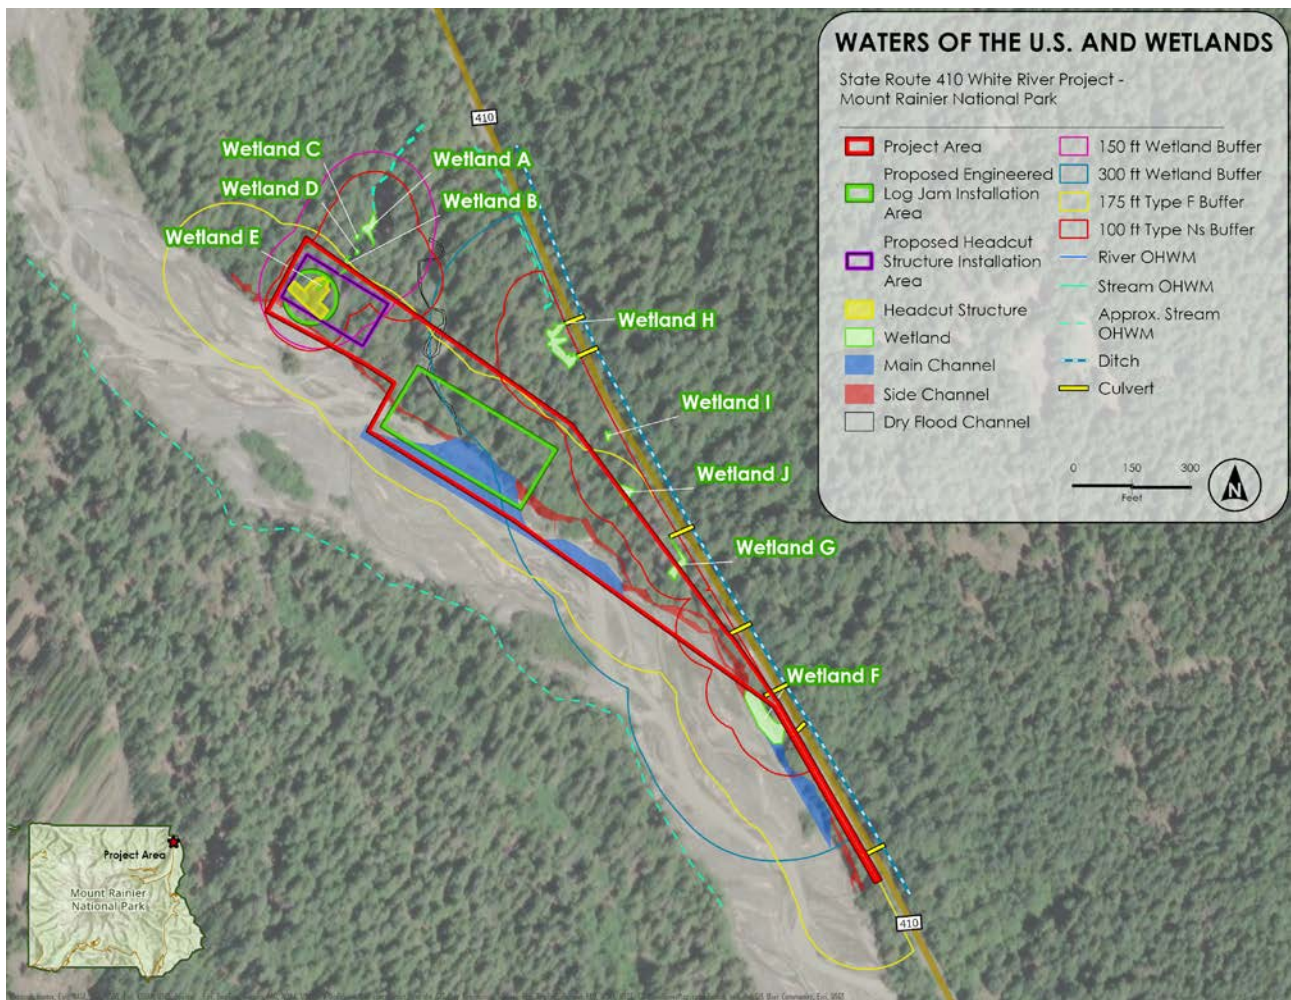 WATERS OF THE U.S. AND WETLANDS
State Route 410 White River Project -
Mount Rainier National Park
Project Area
Proposed Engineered
Log Jam Installation
Area
Proposed Headcut
Structure Installation
Area
Headcut Structure
Wetland
Main Channel
Side Channel
Dry Flood Channel
150 ft Wetland Buffer
300 ft Wetland Buffer
175 ft Type F Buffer
100 ft Type Ns Buffer
River OHWM
Stream OHWM
Approx. Stream
OHWM
Ditch
Culvert
0 150 300
Feet
N
410
Wetland C
Wetland A
Wetland D
Wetland B
Wetland E
Wetland H
Wetland I
Wetland J
Wetland G
Wetland F
410
Project Area
Mount Rainier
National Park